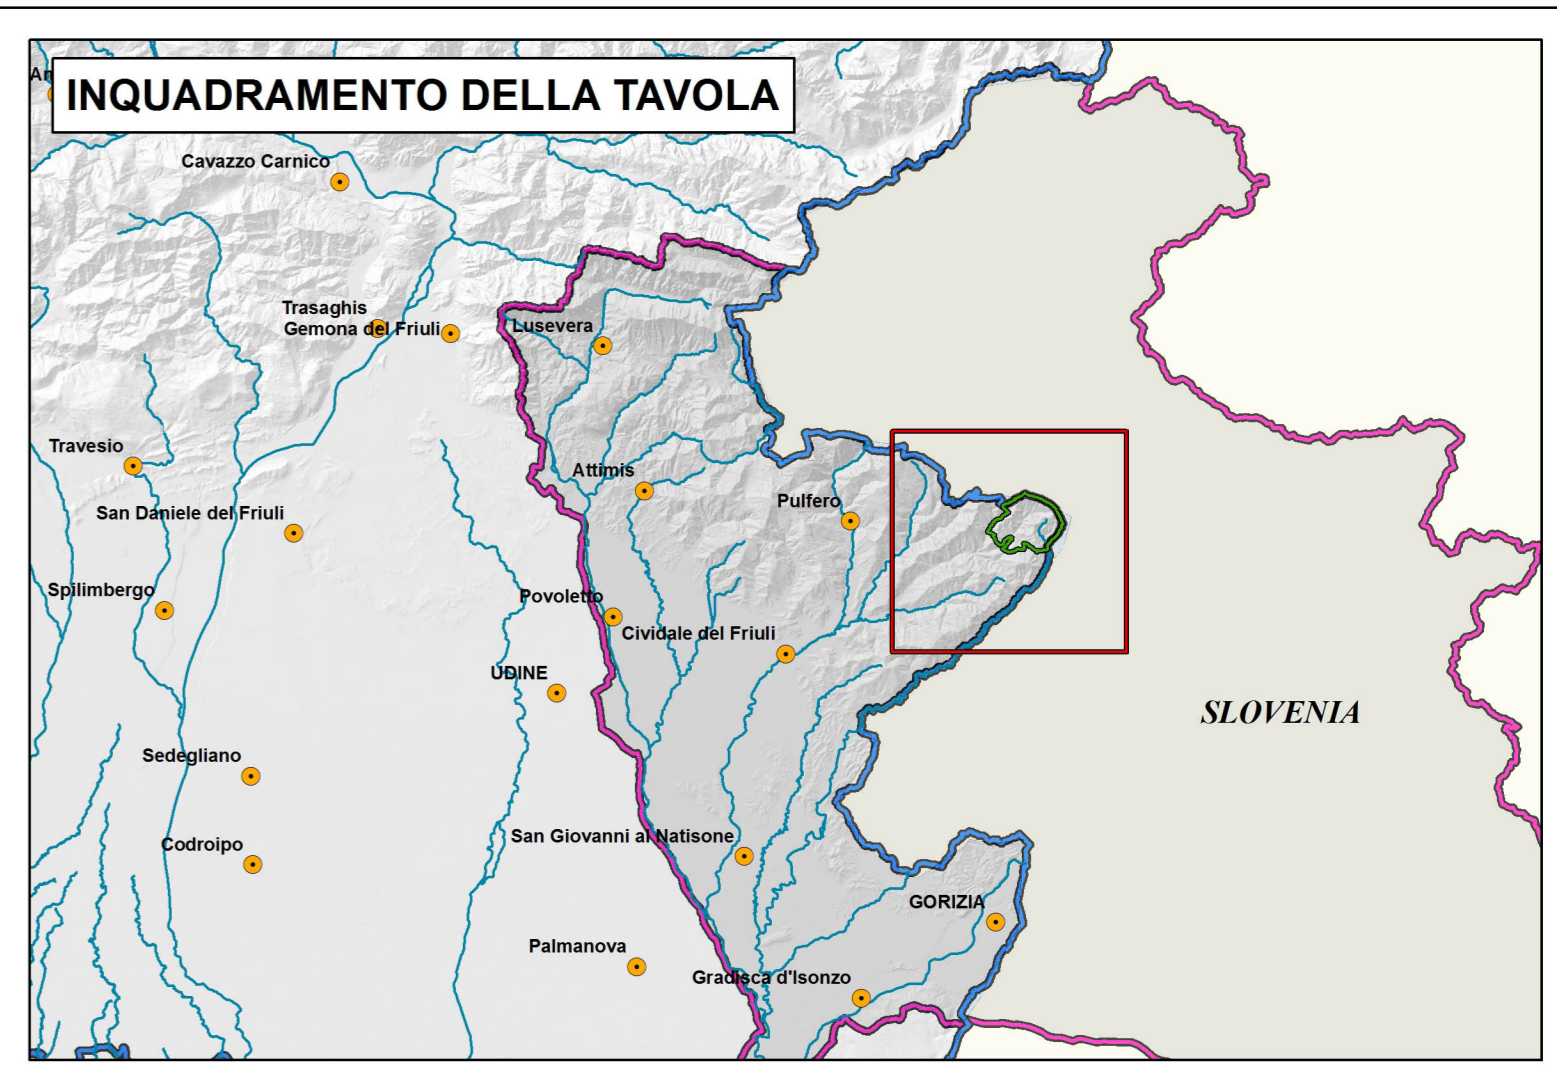 INQUADRAMENTO DELLA TAVOLA
Cavazzo Carnico
Trasaghis
Gemona del Friuli
Lusevera
Travesio
Attimis
Pulfero
San Daniele del Friuli
Spilimbergo
Povoletto
Cividale del Friuli
UDINE
SLOVENIA
Sedegliano
San Giovanni al Natisone
Codroipo
GORIZIA
Palmanova
Gradisca d'Isonzo